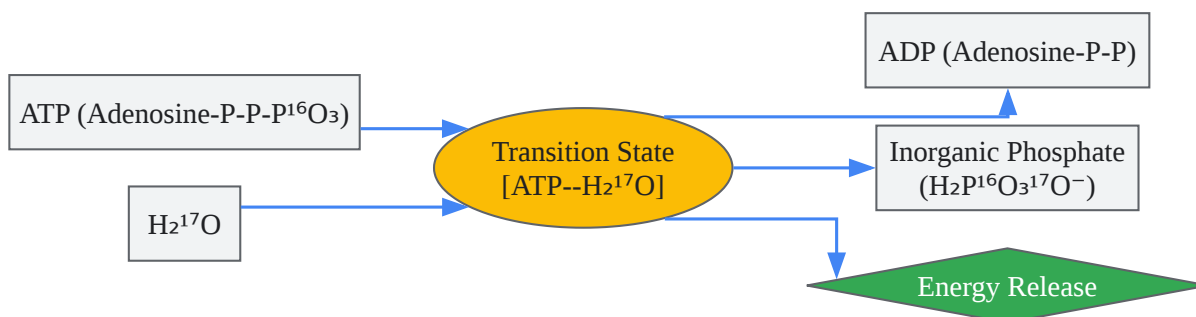 ADP (Adenosine-P-P)
ATP (Adenosine-P-P-P¹⁶O₃)
Transition State
[ATP--H₂¹⁷O]
Inorganic Phosphate
(H₂P¹⁶O₃¹⁷O⁻)
H₂¹⁷O
Energy Release